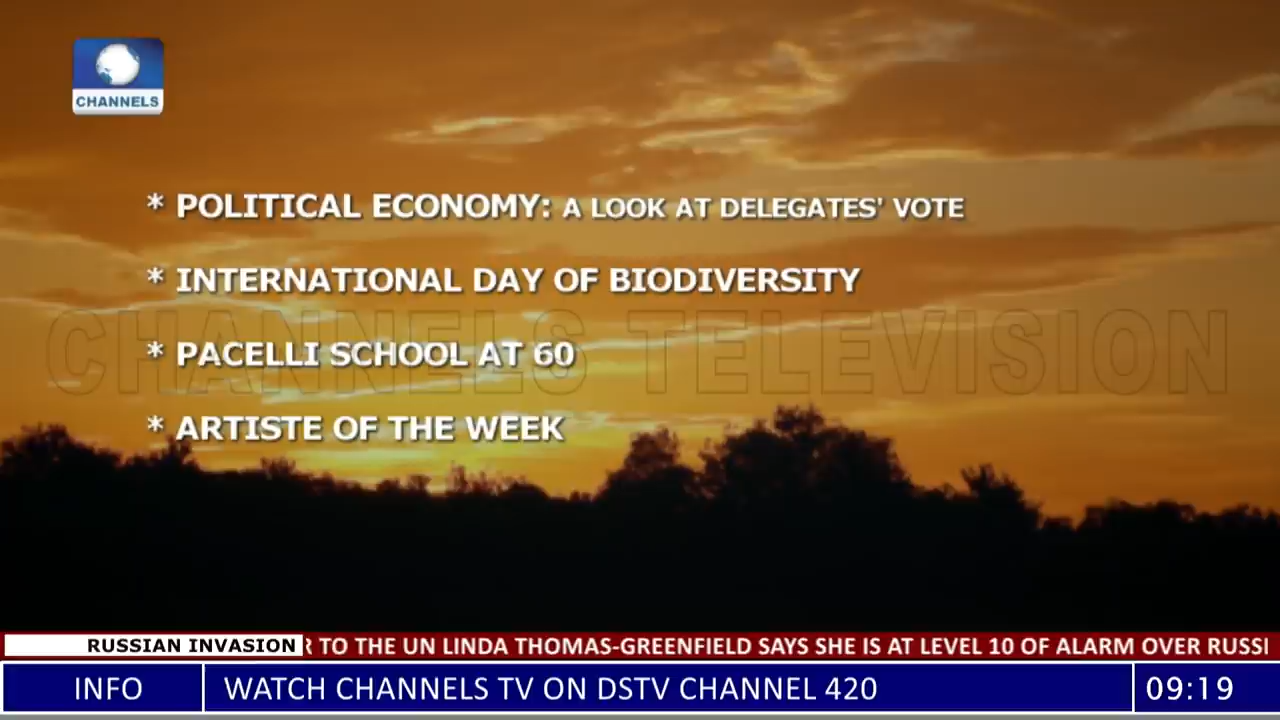 CHANNELS
* POLITICAL ECONOMY: A LOOK AT DELEGATES' VOTE
* INTERNATIONAL DAY OF BIODIVERSITY
CHANNELS TELEVISION
* PACELLI SCHOOL AT 60
* ARTISTE OF THE WEEK
RUSSIAN INVASION
TO THE UN LINDA THOMAS-GREENFIELD SAYS SHE IS AT LEVEL 10 OF ALARM OVER RUSSI
INFO
WATCH CHANNELS TV ON DSTV CHANNEL 420
09:19